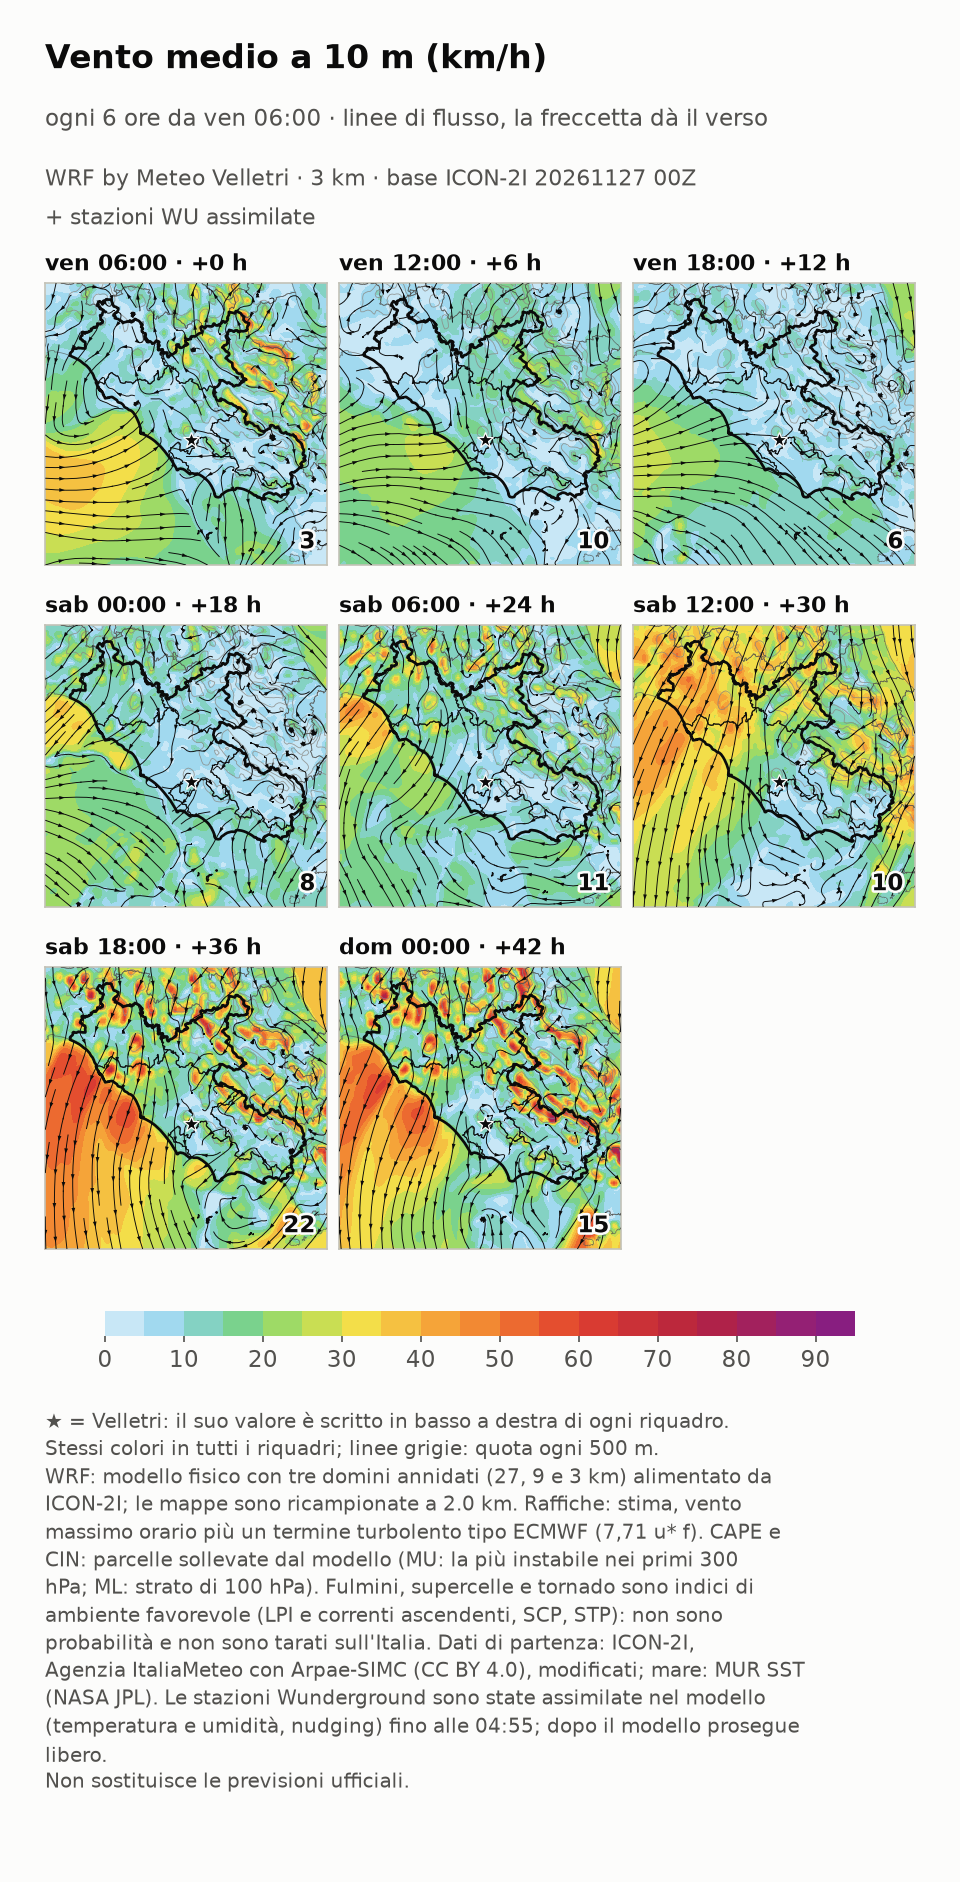 Vento medio a 10 m (km/h)
ogni 6 ore da ven 06:00 · linee di flusso, la freccetta dà il verso
WRF by Meteo Velletri · 3 km · base ICON-2I 20261127 00Z
+ stazioni WU assimilate
ven 06:00 · +0 h
ven 12:00 · +6 h
ven 18:00 · +12 h
3
10
6
sab 00:00 · +18 h
sab 06:00 · +24 h
sab 12:00 · +30 h
8
11
10
sab 18:00 · +36 h
dom 00:00 · +42 h
22
15
0 10 20 30 40 50 60 70 80 90
★ = Velletri: il suo valore è scritto in basso a destra di ogni riquadro.
Stessi colori in tutti i riquadri; linee grigie: quota ogni 500 m.
WRF: modello fisico con tre domini annidati (27, 9 e 3 km) alimentato da
ICON-2I; le mappe sono ricampionate a 2.0 km. Raffiche: stima, vento
massimo orario più un termine turbolento tipo ECMWF (7,71 u* f). CAPE e
CIN: parcelle sollevate dal modello (MU: la più instabile nei primi 300
hPa; ML: strato di 100 hPa). Fulmini, supercelle e tornado sono indici di
ambiente favorevole (LPI e correnti ascendenti, SCP, STP): non sono
probabilità e non sono tarati sull'Italia. Dati di partenza: ICON-2I,
Agenzia ItaliaMeteo con Arpae-SIMC (CC BY 4.0), modificati; mare: MUR SST
(NASA JPL). Le stazioni Wunderground sono state assimilate nel modello
(temperatura e umidità, nudging) fino alle 04:55; dopo il modello prosegue
libero.
Non sostituisce le previsioni ufficiali.